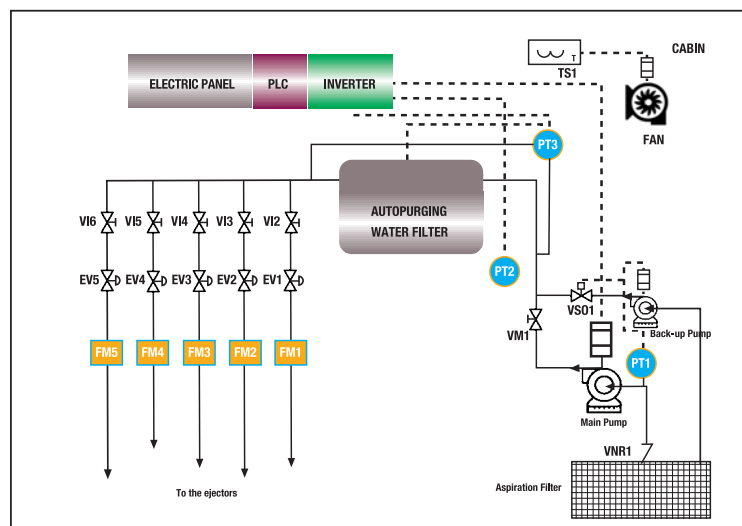 CABIN
T
TS1
ELECTRIC PANEL
PLC
INVERTER
FAN
PT3
AUTOPURGING
WATER FILTER
VI6
VI5
VI4
VI3
VI2
PT2
EV5
EV4
EV3
EV2
EV1
VSO1
VM1
Back-up Pump
FM5
FM4
FM3
FM2
FM1
PT1
Main Pump
VNR1
Aspiration Filter
To the ejectors